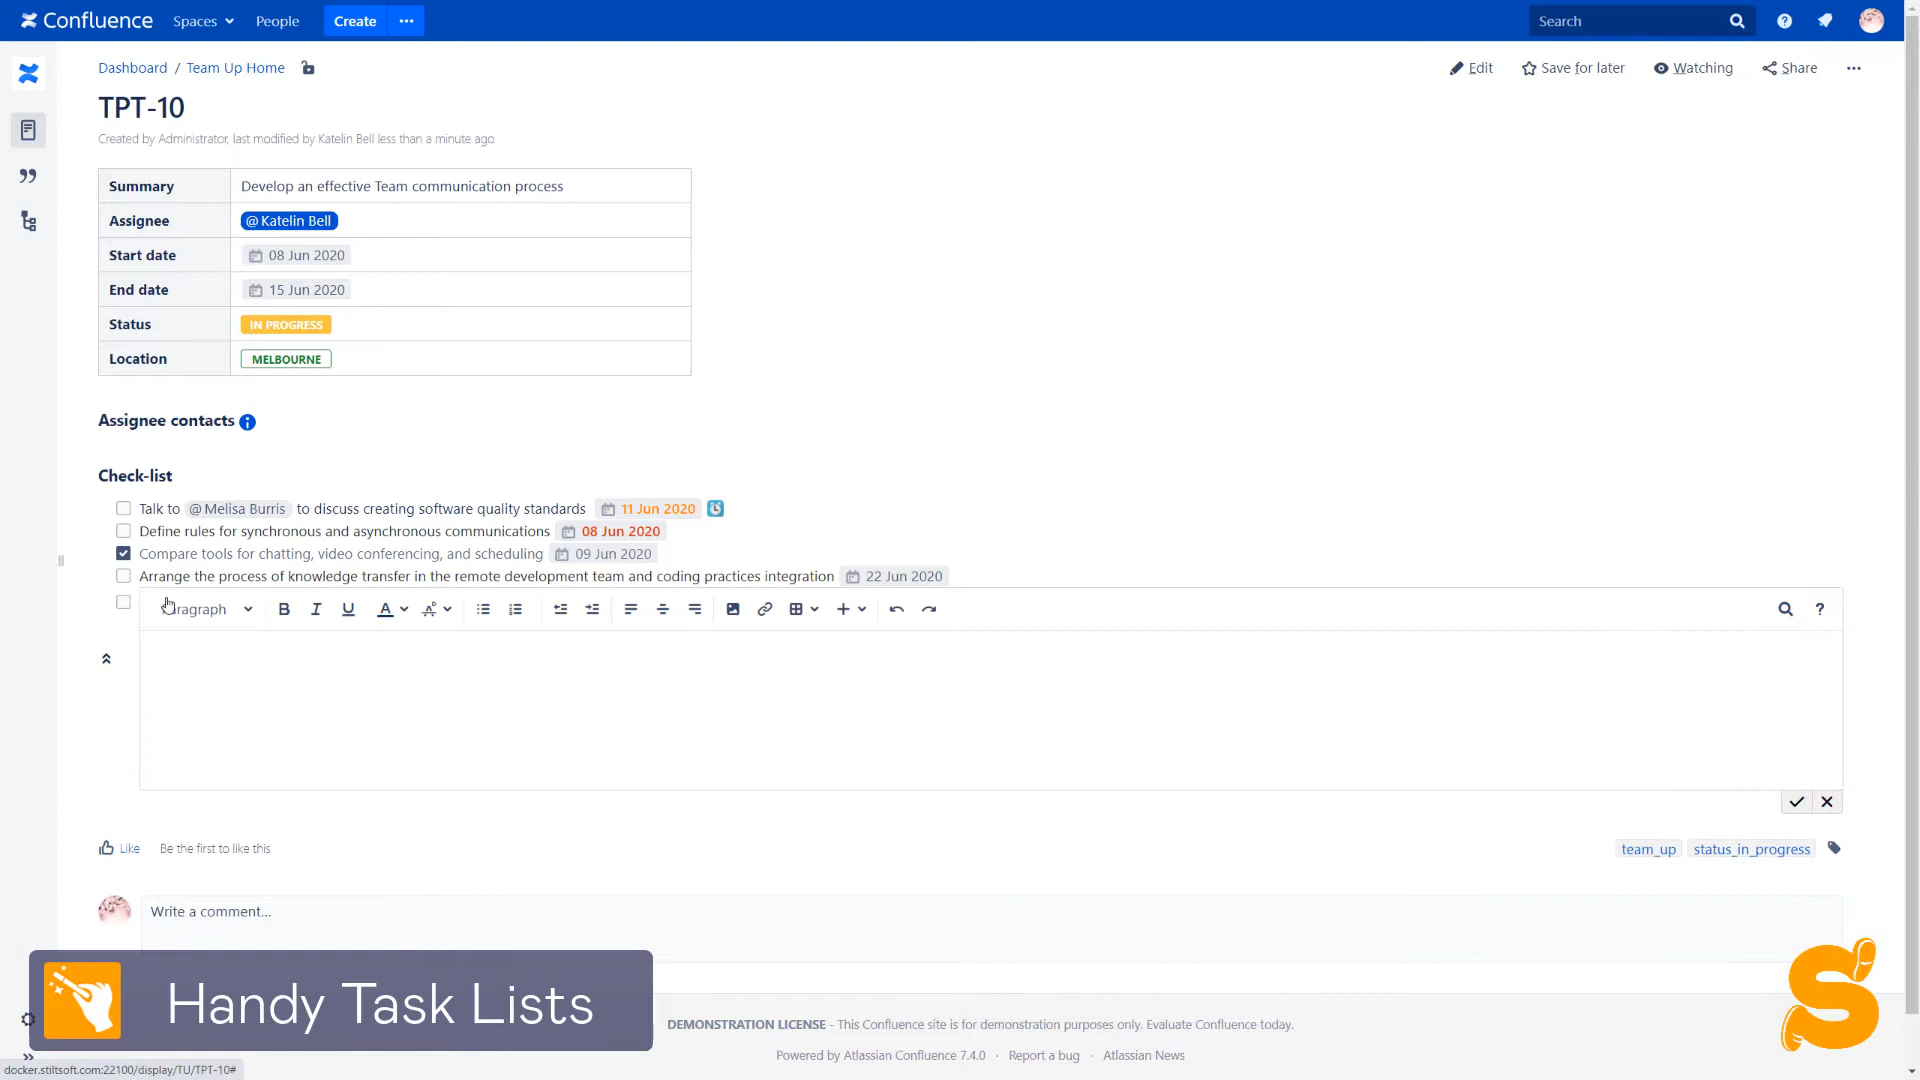 Confluence Spaces People Create Search
Dashboard / Team Up Home Edit Save for later Watching Share
TPT-10
Created by Administrator, last modified by Katelin Bell less than a minute ago
Summary Develop an effective Team communication process
Assignee @Katelin Bell
Start date 08 Jun 2020
End date 15 Jun 2020
Status IN PROGRESS
Location MELBOURNE
Assignee contacts
Check-list
Talk to @Melisa Burris to discuss creating software quality standards 11 Jun 2020
Define rules for synchronous and asynchronous communications 08 Jun 2020
Compare tools for chatting, video conferencing, and scheduling 09 Jun 2020
Arrange the process of knowledge transfer in the remote development team and coding practices integration 22 Jun 2020
Like Be the first to like this team_up status_in_progress
Write a comment...
Handy Task Lists
DEMONSTRATION LICENSE - This Confluence site is for demonstration purposes only. Evaluate Confluence today.
Powered by Atlassian Confluence 7.4.0 · Report a bug · Atlassian News
docker.stiltsoft.com:22100/display/TU/TPT-10#